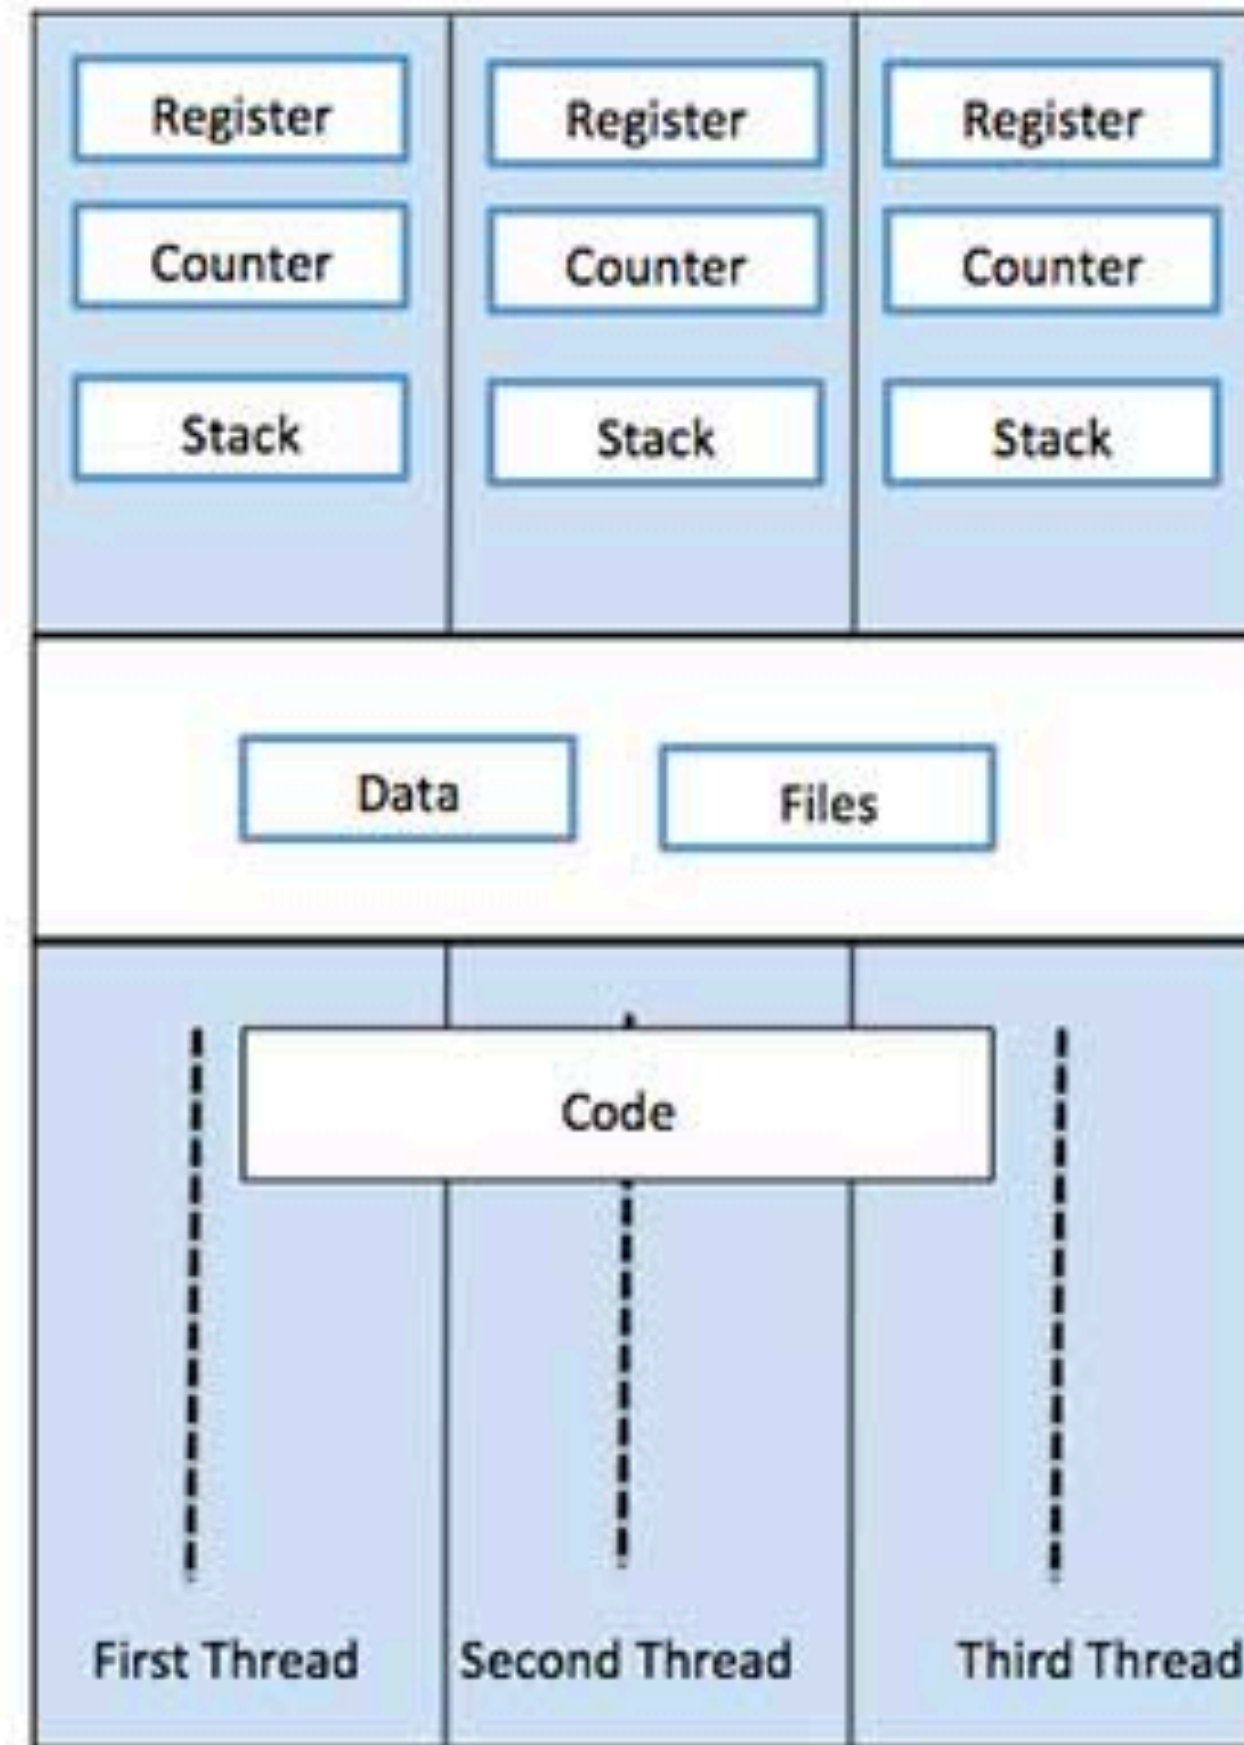 Register Register Register
Counter Counter Counter
Stack Stack Stack
Data Files
Code
First Thread Second Thread Third Thread